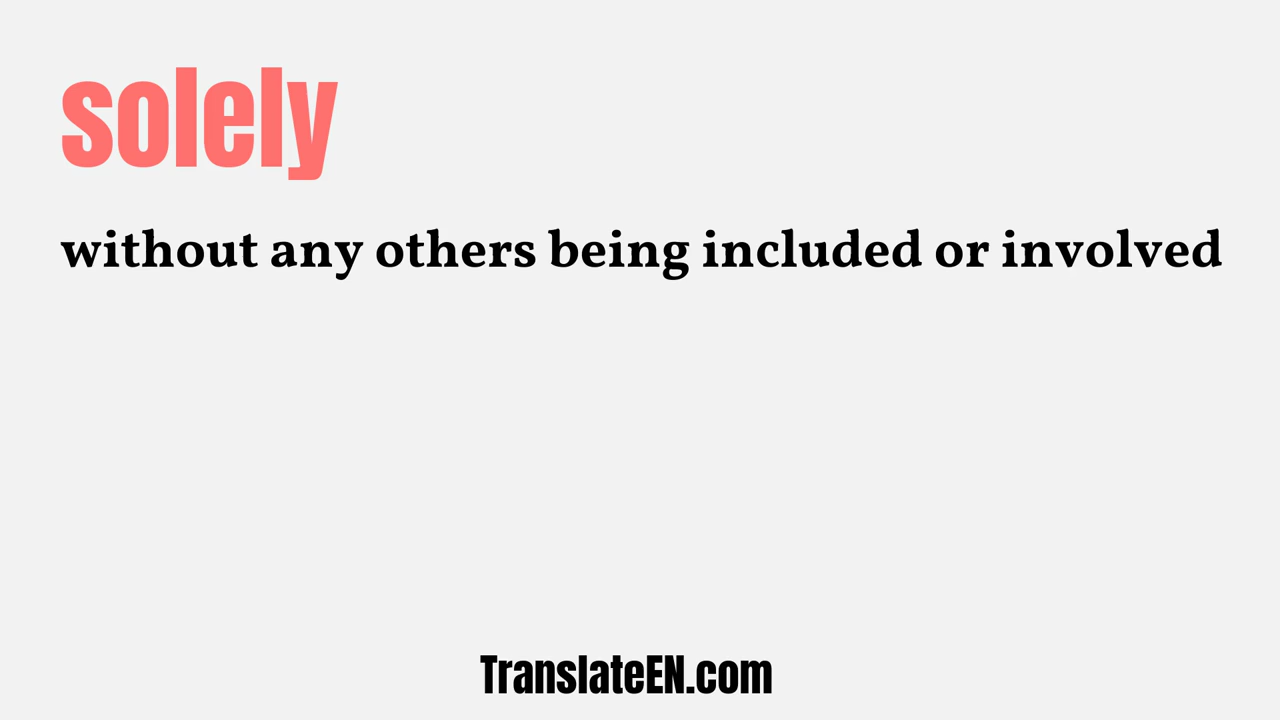 solely
without any others being included or involved
TranslateEN.com